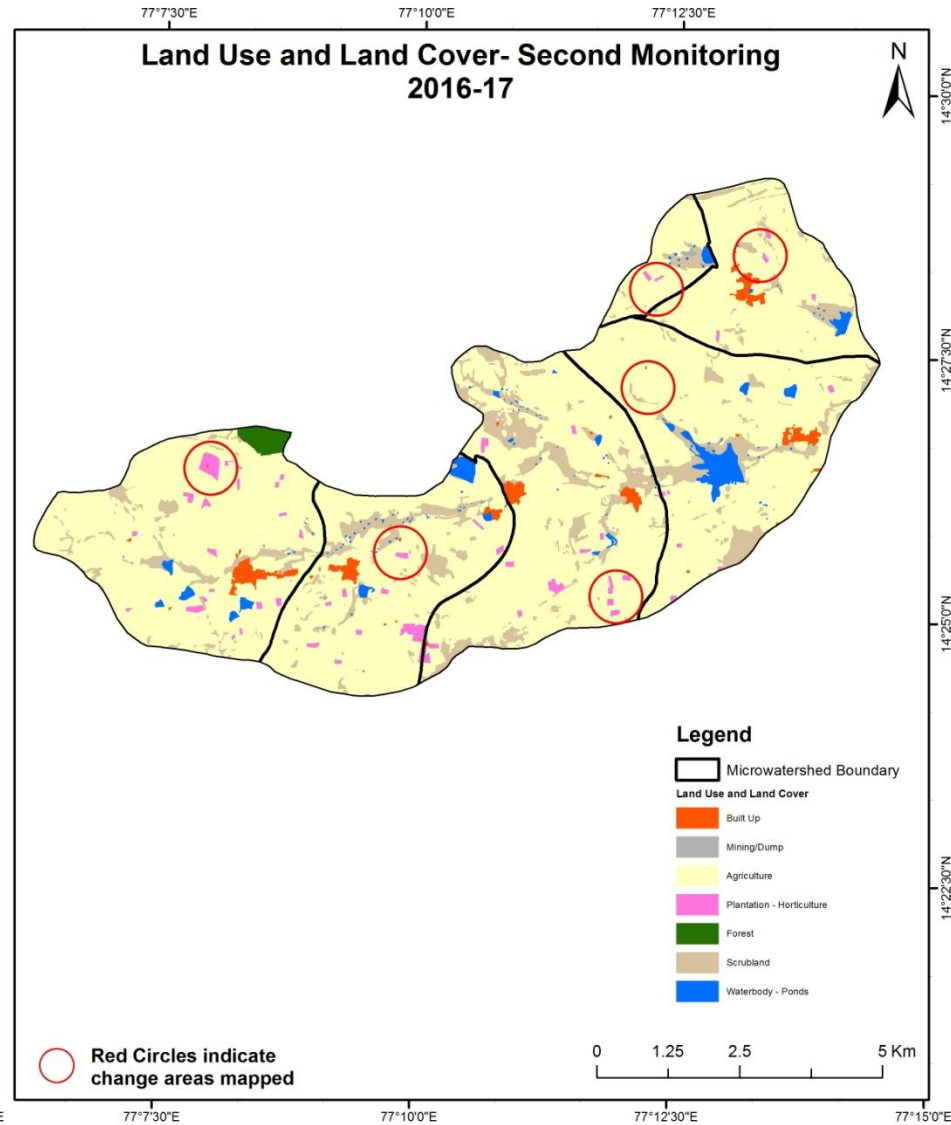 77°7'30"E 77°10'0"E 77°12'30"E
Land Use and Land Cover- Second Monitoring
2016-17
N
14°30'0"N
14°27'30"N
14°25'0"N
Legend
Microwatershed Boundary
Land Use and Land Cover
Built Up
Mining/Dump
Agriculture
Plantation - Horticulture
Forest
Scrubland
Waterbody - Ponds
14°22'30"N
Red Circles indicate
change areas mapped
0 1.25 2.5 5 Km
E 77°7'30"E 77°10'0"E 77°12'30"E 77°15'0"E